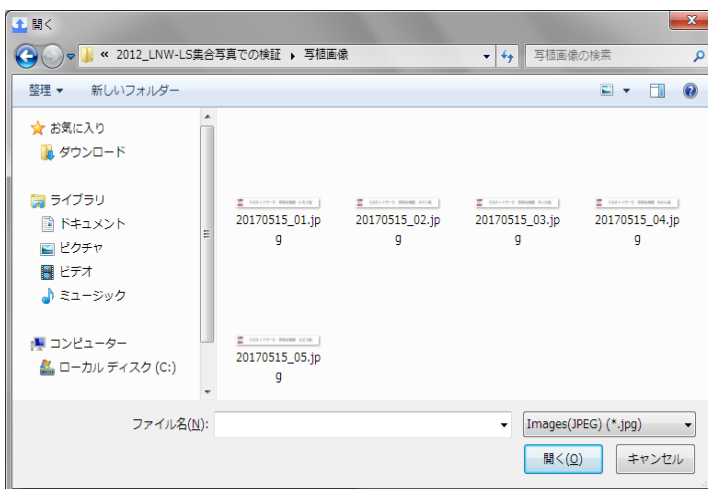 開く
« 2012_LNW-LS集合写真での検証 ▸ 写植画像
写植画像の検索
整理 ▼ 新しいフォルダー
お気に入り
ダウンロード
ライブラリ
ドキュメント
ピクチャ
ビデオ
ミュージック
コンピューター
ローカル ディスク (C:)
20170515_01.jp
g
20170515_02.jp
g
20170515_03.jp
g
20170515_04.jp
g
20170515_05.jp
g
ファイル名(N):
Images(JPEG) (*.jpg)
開く(O)
キャンセル